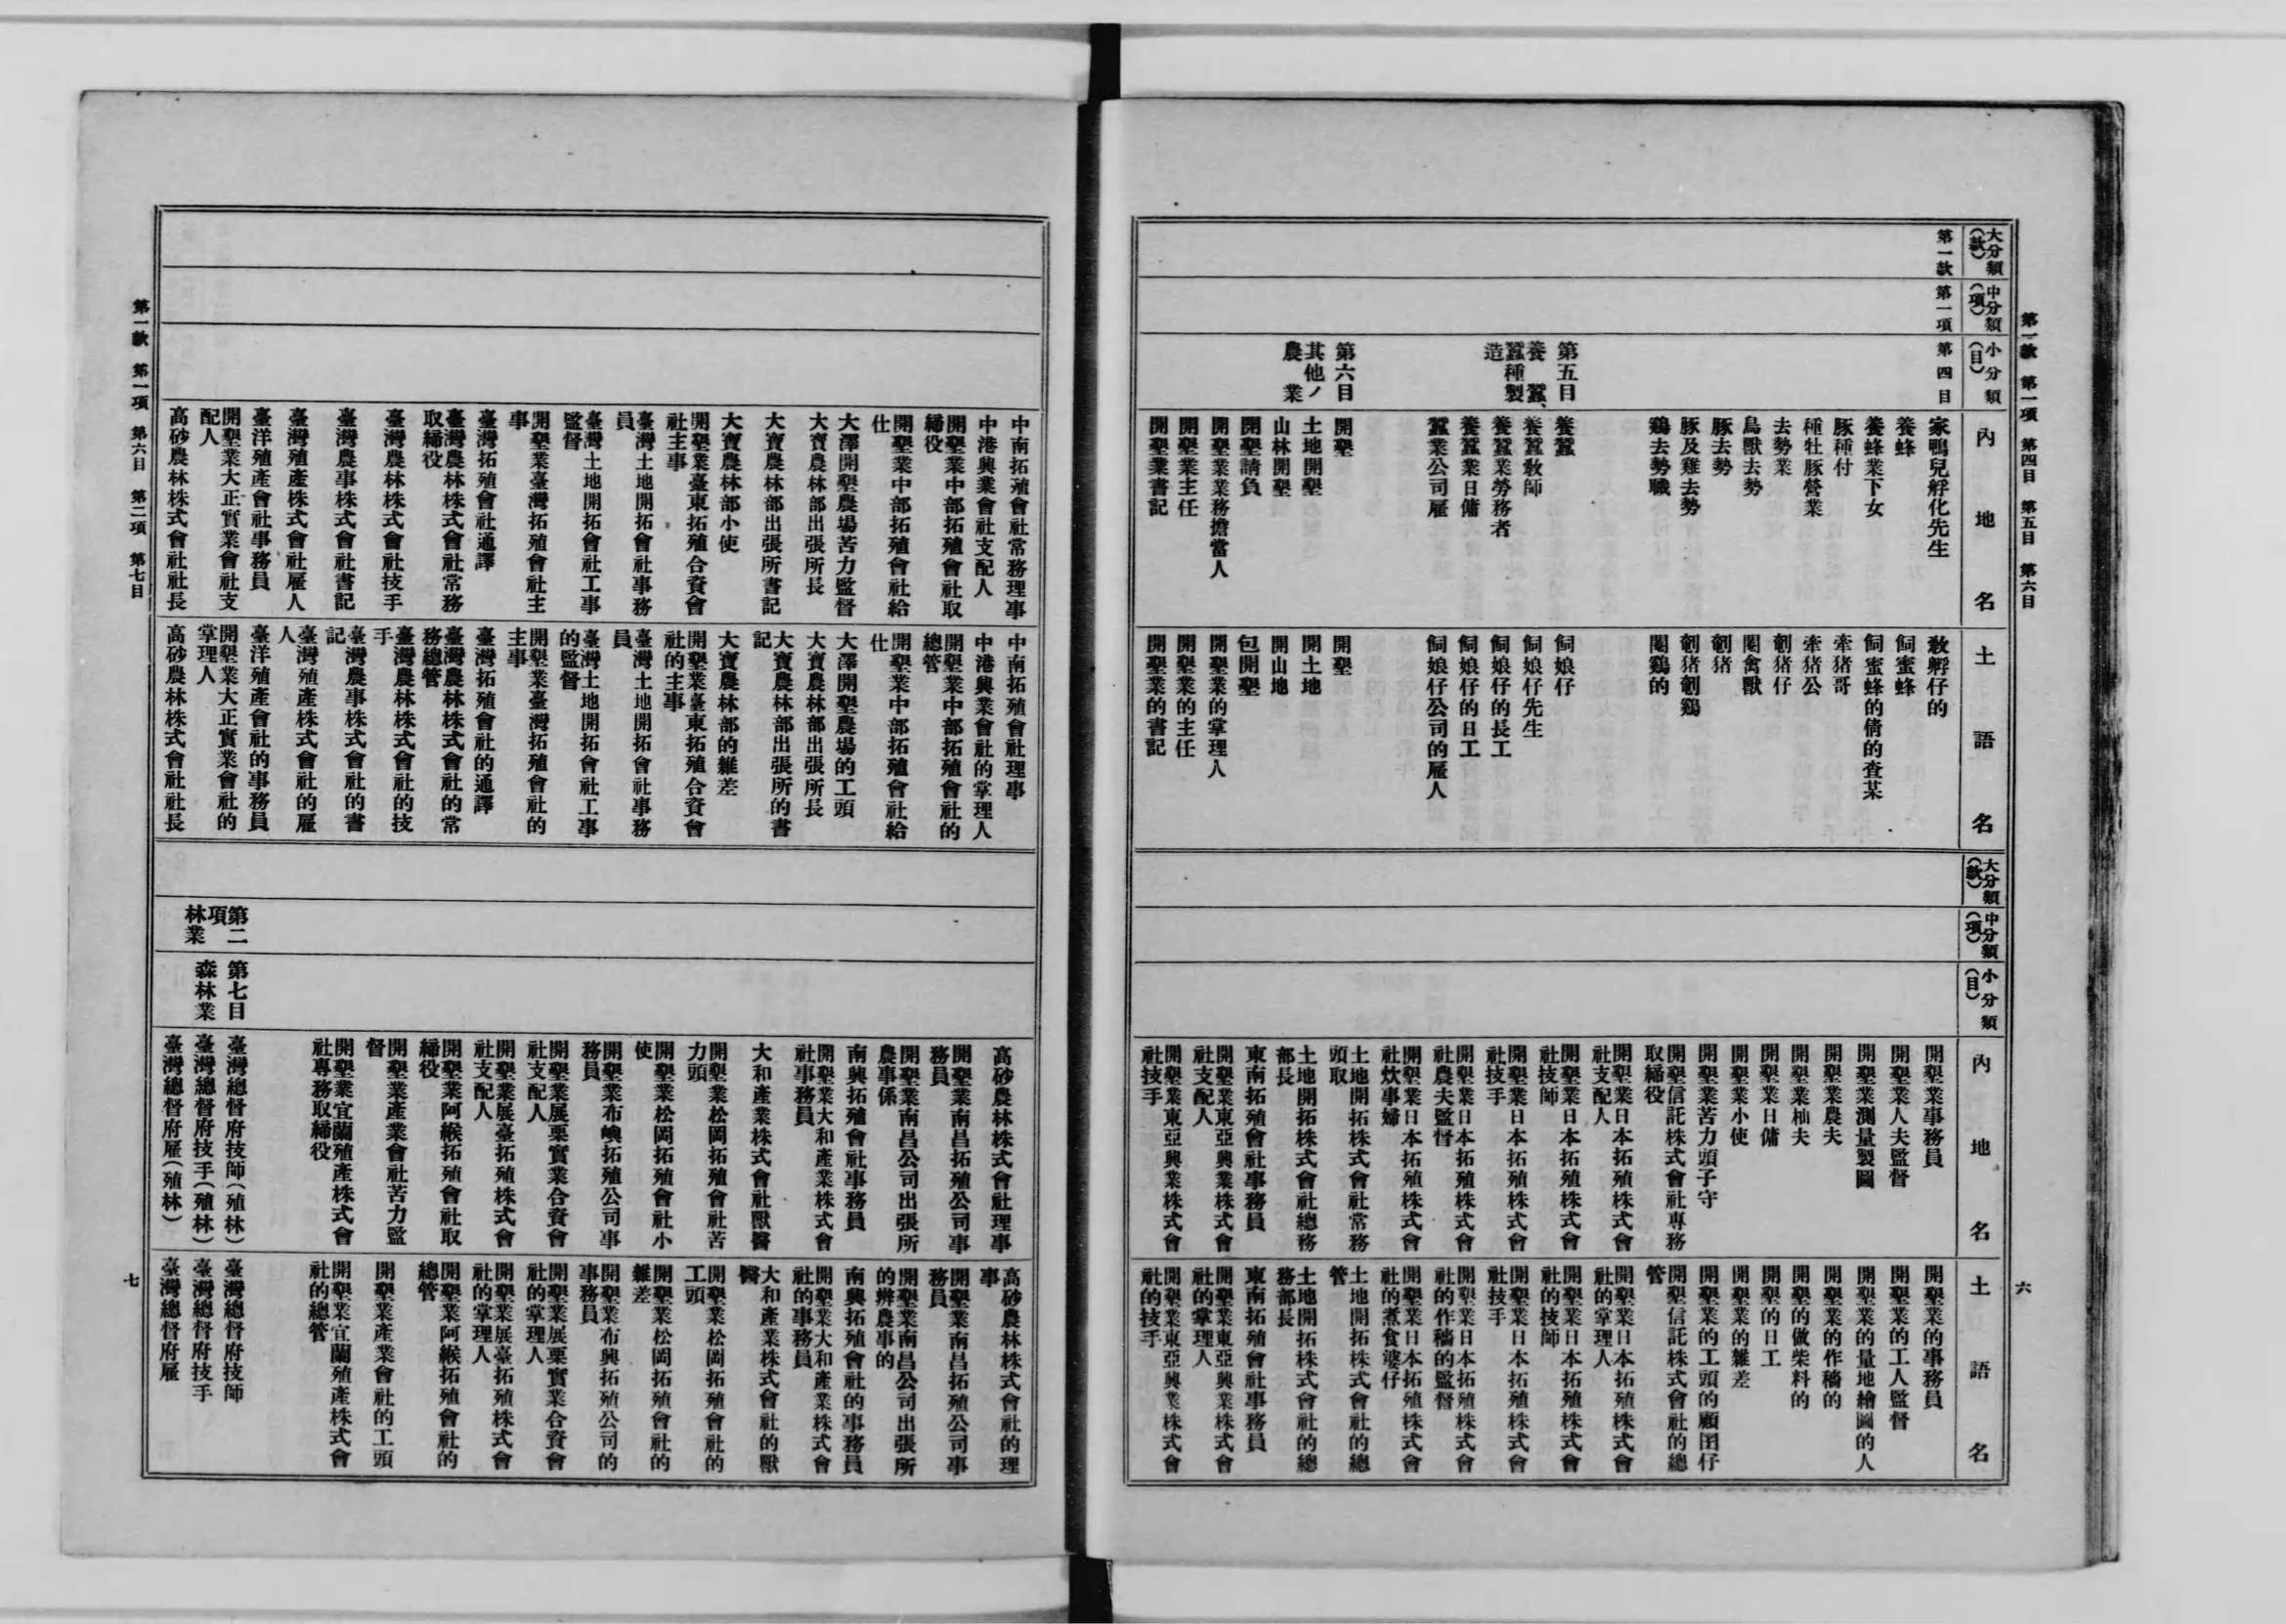 第一款 第一項 第四目 第五目 第六目
六
大分類
(款)
中分類
(項)
小分類
(目)
內地名
土語名
第一款
第一項
第四目
家鴨兒孵化先生
教孵仔的
養蜂
飼蜜蜂
養蜂業下女
飼蜜蜂的倩的查某
豚種付
牽猪哥
種牡豚營業
牽猪公
去勢業
劊猪仔
鳥獸去勢
閹禽獸
豚去勢
劊猪
豚及雞去勢
劊猪劊鷄
鷄去勢職
閹鷄的
第五目
養蠶、
蠶種製
造
養蠶
飼娘仔
養蠶教師
飼娘仔先生
養蠶業勞務者
飼娘仔的長工
養蠶業日傭
飼娘仔的日工
蠶業公司雇
飼娘仔公司的雇人
第六目
其他ノ
農業
開墾
開墾
土地開墾
開土地
山林開墾
開山地
開墾請負
包開墾
開墾業業務擔當人
開墾業的掌理人
開墾業主任
開墾業的主任
開墾業書記
開墾業的書記
大分類
(款)
中分類
(項)
小分類
(目)
內地名
土語名
開墾業事務員
開墾業的事務員
開墾業人夫監督
開墾業的工人監督
開墾業測量製圖
開墾業的量地繪圖的人
開墾業農夫
開墾業的作穡的
開墾業杣夫
開墾的做柴料的
開墾業日傭
開墾的日工
開墾業小使
開墾業的雜差
開墾業苦力頭子守
開墾業的工頭的顧囝仔
開墾信託株式會社專務
取締役
開墾信託株式會社的總
管
開墾業日本拓殖株式會
社支配人
開墾業日本拓殖株式會
社的掌理人
開墾業日本拓殖株式會
社技師
開墾業日本拓殖株式會
社的技師
開墾業日本拓殖株式會
社技手
開墾業日本拓殖株式會
社技手
開墾業日本拓殖株式會
社農夫監督
開墾業日本拓殖株式會
社的作穡的監督
開墾業日本拓殖株式會
社炊事婦
開墾業日本拓殖株式會
社的煮食婆仔
土地開拓株式會社常務
頭取
土地開拓株式會社的總
管
土地開拓株式會社總務
部長
土地開拓株式會社的總
務部長
東南拓殖會社事務員
東南拓殖會社事務員
開墾業東亞興業株式會
社支配人
開墾業東亞興業株式會
社的掌理人
開墾業東亞興業株式會
社技手
開墾業東亞興業株式會
社的技手
中南拓殖會社常務理事
中南拓殖會社理事
中港興業會社支配人
中港興業會社的掌理人
開墾業中部拓殖會社取
締役
開墾業中部拓殖會社的
總管
開墾業中部拓殖會社給
仕
開墾業中部拓殖會社給
仕
大澤開墾農場苦力監督
大澤開墾農場的工頭
大寶農林部出張所長
大寶農林部出張所長
大寶農林部出張所書記
大寶農林部出張所的書
記
大寶農林部小使
大寶農林部的雜差
開墾業臺東拓殖合資會
社主事
開墾業臺東拓殖合資會
社的主事
臺灣土地開拓會社事務
員
臺灣土地開拓會社事務
員
臺灣土地開拓會社工事
監督
臺灣土地開拓會社工事
的監督
開墾業臺灣拓殖會社主
事
開墾業臺灣拓殖會社的
主事
臺灣拓殖會社通譯
臺灣拓殖會社的通譯
臺灣農林株式會社常務
取締役
臺灣農林株式會社的常
務總管
臺灣農林株式會社技手
臺灣農林株式會社的技
手
臺灣農事株式會社書記
臺灣農事株式會社的書
記
臺灣殖產株式會社雇人
臺灣殖產株式會社的雇
人
臺洋殖產會社事務員
臺洋殖產會社的事務員
開墾業大正實業會社支
配人
開墾業大正實業會社的
掌理人
高砂農林株式會社社長
高砂農林株式會社社長
高砂農林株式會社理事
高砂農林株式會社的理
事
開墾業南昌拓殖公司事
務員
開墾業南昌拓殖公司事
務員
開墾業南昌公司出張所
農事係
開墾業南昌公司出張所
的辨農事的
南興拓殖會社事務員
南興拓殖會社的事務員
開墾業大和產業株式會
社事務員
開墾業大和產業株式會
社的事務員
大和產業株式會社獸醫
大和產業株式會社的獸
醫
開墾業松岡拓殖會社苦
力頭
開墾業松岡拓殖會社的
工頭
開墾業松岡拓殖會社小
使
開墾業松岡拓殖會社的
雜差
開墾業布嶼拓殖公司事
務員
開墾業布興拓殖公司的
事務員
開墾業展栗實業合資會
社支配人
開墾業展栗實業合資會
社的掌理人
開墾業展臺拓殖株式會
社支配人
開墾業展臺拓殖株式會
社的掌理人
開墾業阿緱拓殖會社取
締役
開墾業阿緱拓殖會社的
總管
開墾業產業會社苦力監
督
開墾業產業會社的工頭
開墾業宜蘭殖產株式會
社專務取締役
開墾業宜蘭殖產株式會
社的總管
第二
項
林業
第七目
森林業
臺灣總督府技師(殖林)
臺灣總督府技師
臺灣總督府技手(殖林)
臺灣總督府技手
臺灣總督府雇(殖林)
臺灣總督府雇
第一款 第一項 第六目 第二項 第七目
七